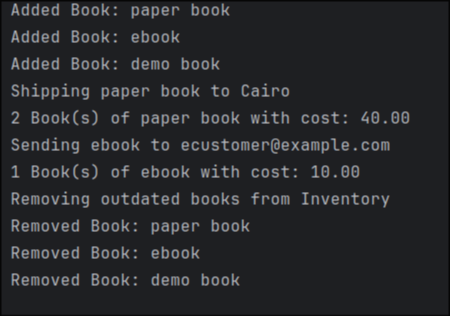 Added Book: paper book
Added Book: ebook
Added Book: demo book
Shipping paper book to Cairo
2 Book(s) of paper book with cost: 40.00
Sending ebook to ecustomer@example.com
1 Book(s) of ebook with cost: 10.00
Removing outdated books from Inventory
Removed Book: paper book
Removed Book: ebook
Removed Book: demo book